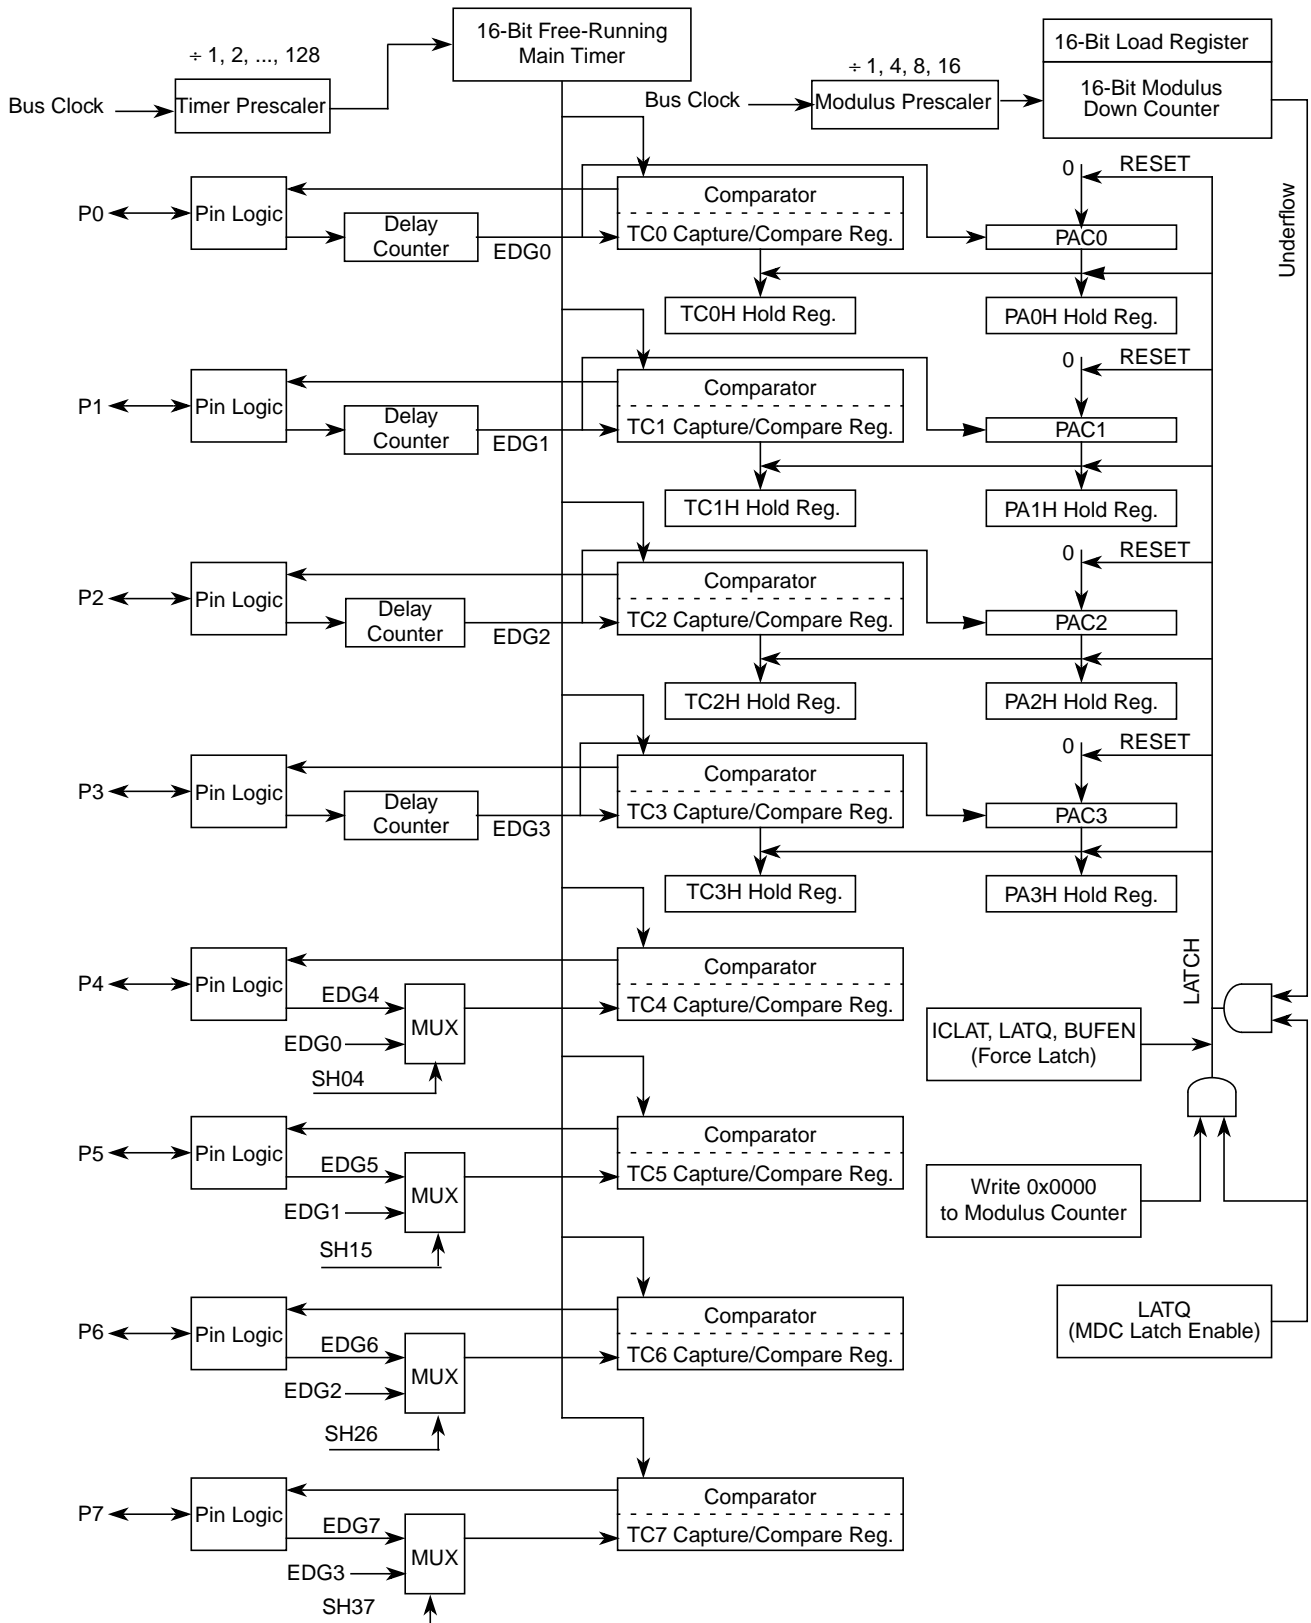 16-Bit Free-Running
Main Timer
16-Bit Load Register
16-Bit Modulus
Down Counter
÷ 1, 2, ..., 128
÷ 1, 4, 8, 16
Bus Clock
Timer Prescaler
Bus Clock
Modulus Prescaler
Underflow
P0
Pin Logic
Delay
Counter
EDG0
Comparator
TC0 Capture/Compare Reg.
0
RESET
PAC0
TC0H Hold Reg.
PA0H Hold Reg.
P1
Pin Logic
Delay
Counter
EDG1
Comparator
TC1 Capture/Compare Reg.
0
RESET
PAC1
TC1H Hold Reg.
PA1H Hold Reg.
P2
Pin Logic
Delay
Counter
EDG2
Comparator
TC2 Capture/Compare Reg.
0
RESET
PAC2
TC2H Hold Reg.
PA2H Hold Reg.
P3
Pin Logic
Delay
Counter
EDG3
Comparator
TC3 Capture/Compare Reg.
0
RESET
PAC3
TC3H Hold Reg.
PA3H Hold Reg.
LATCH
P4
Pin Logic
EDG4
EDG0
MUX
SH04
Comparator
TC4 Capture/Compare Reg.
ICLAT, LATQ, BUFEN
(Force Latch)
P5
Pin Logic
EDG5
EDG1
MUX
SH15
Comparator
TC5 Capture/Compare Reg.
Write 0x0000
to Modulus Counter
P6
Pin Logic
EDG6
EDG2
MUX
SH26
Comparator
TC6 Capture/Compare Reg.
LATQ
(MDC Latch Enable)
P7
Pin Logic
EDG7
EDG3
MUX
SH37
Comparator
TC7 Capture/Compare Reg.